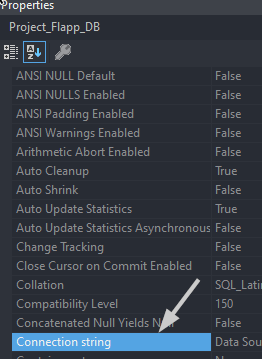 Properties
Project_Flapp_DB
ANSI NULL Default False
ANSI NULLS Enabled False
ANSI Padding Enabled False
ANSI Warnings Enabled False
Arithmetic Abort Enabled False
Auto Cleanup True
Auto Shrink False
Auto Update Statistics True
Auto Update Statistics Asynchronous False
Change Tracking False
Close Cursor on Commit Enabled False
Collation SQL_Latin
Compatibility Level 150
Concatenated Null Yields False
Connection string Data Sou